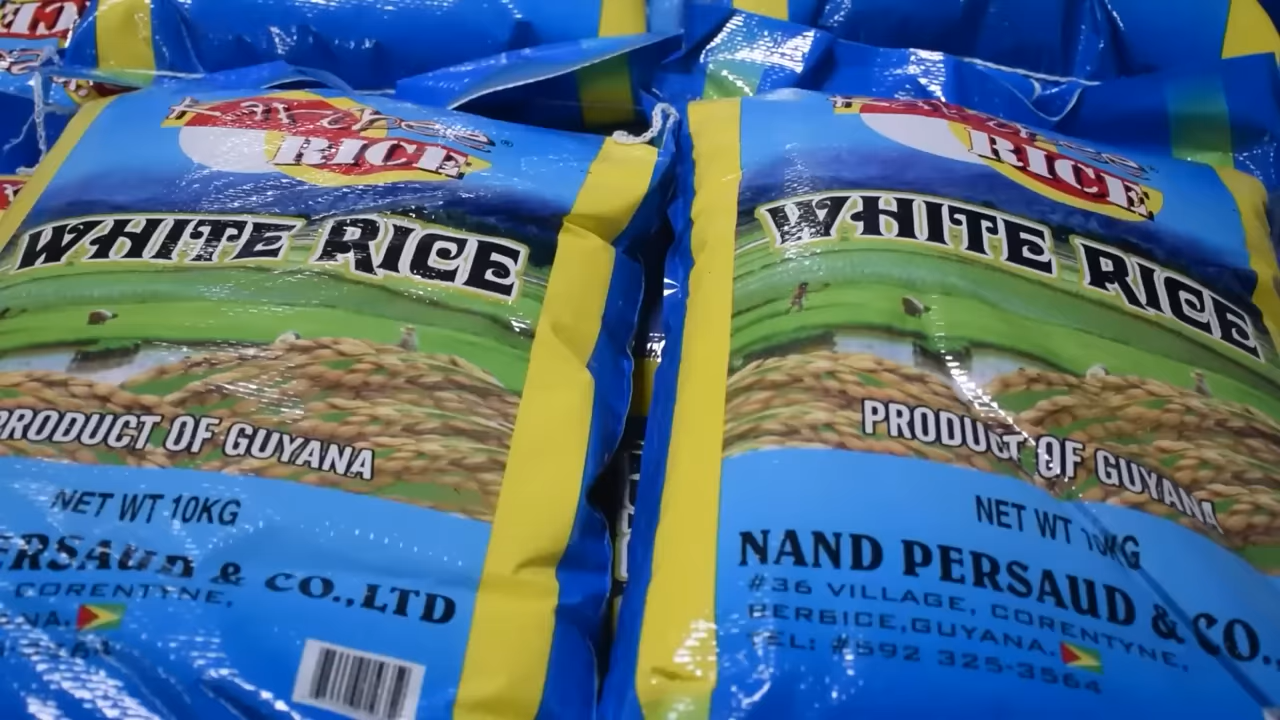 RICE
WHITE RICE
PRODUCT OF GUYANA
NET WT 10KG
PERSAUD & CO.,LTD
CORENTYNE,
RICE
WHITE RICE
PRODUCT OF GUYANA
NET WT 10KG
NAND PERSAUD & CO.,
#36 VILLAGE, CORENTYNE,
BERBICE,GUYANA.
TEL: #592 325-3564